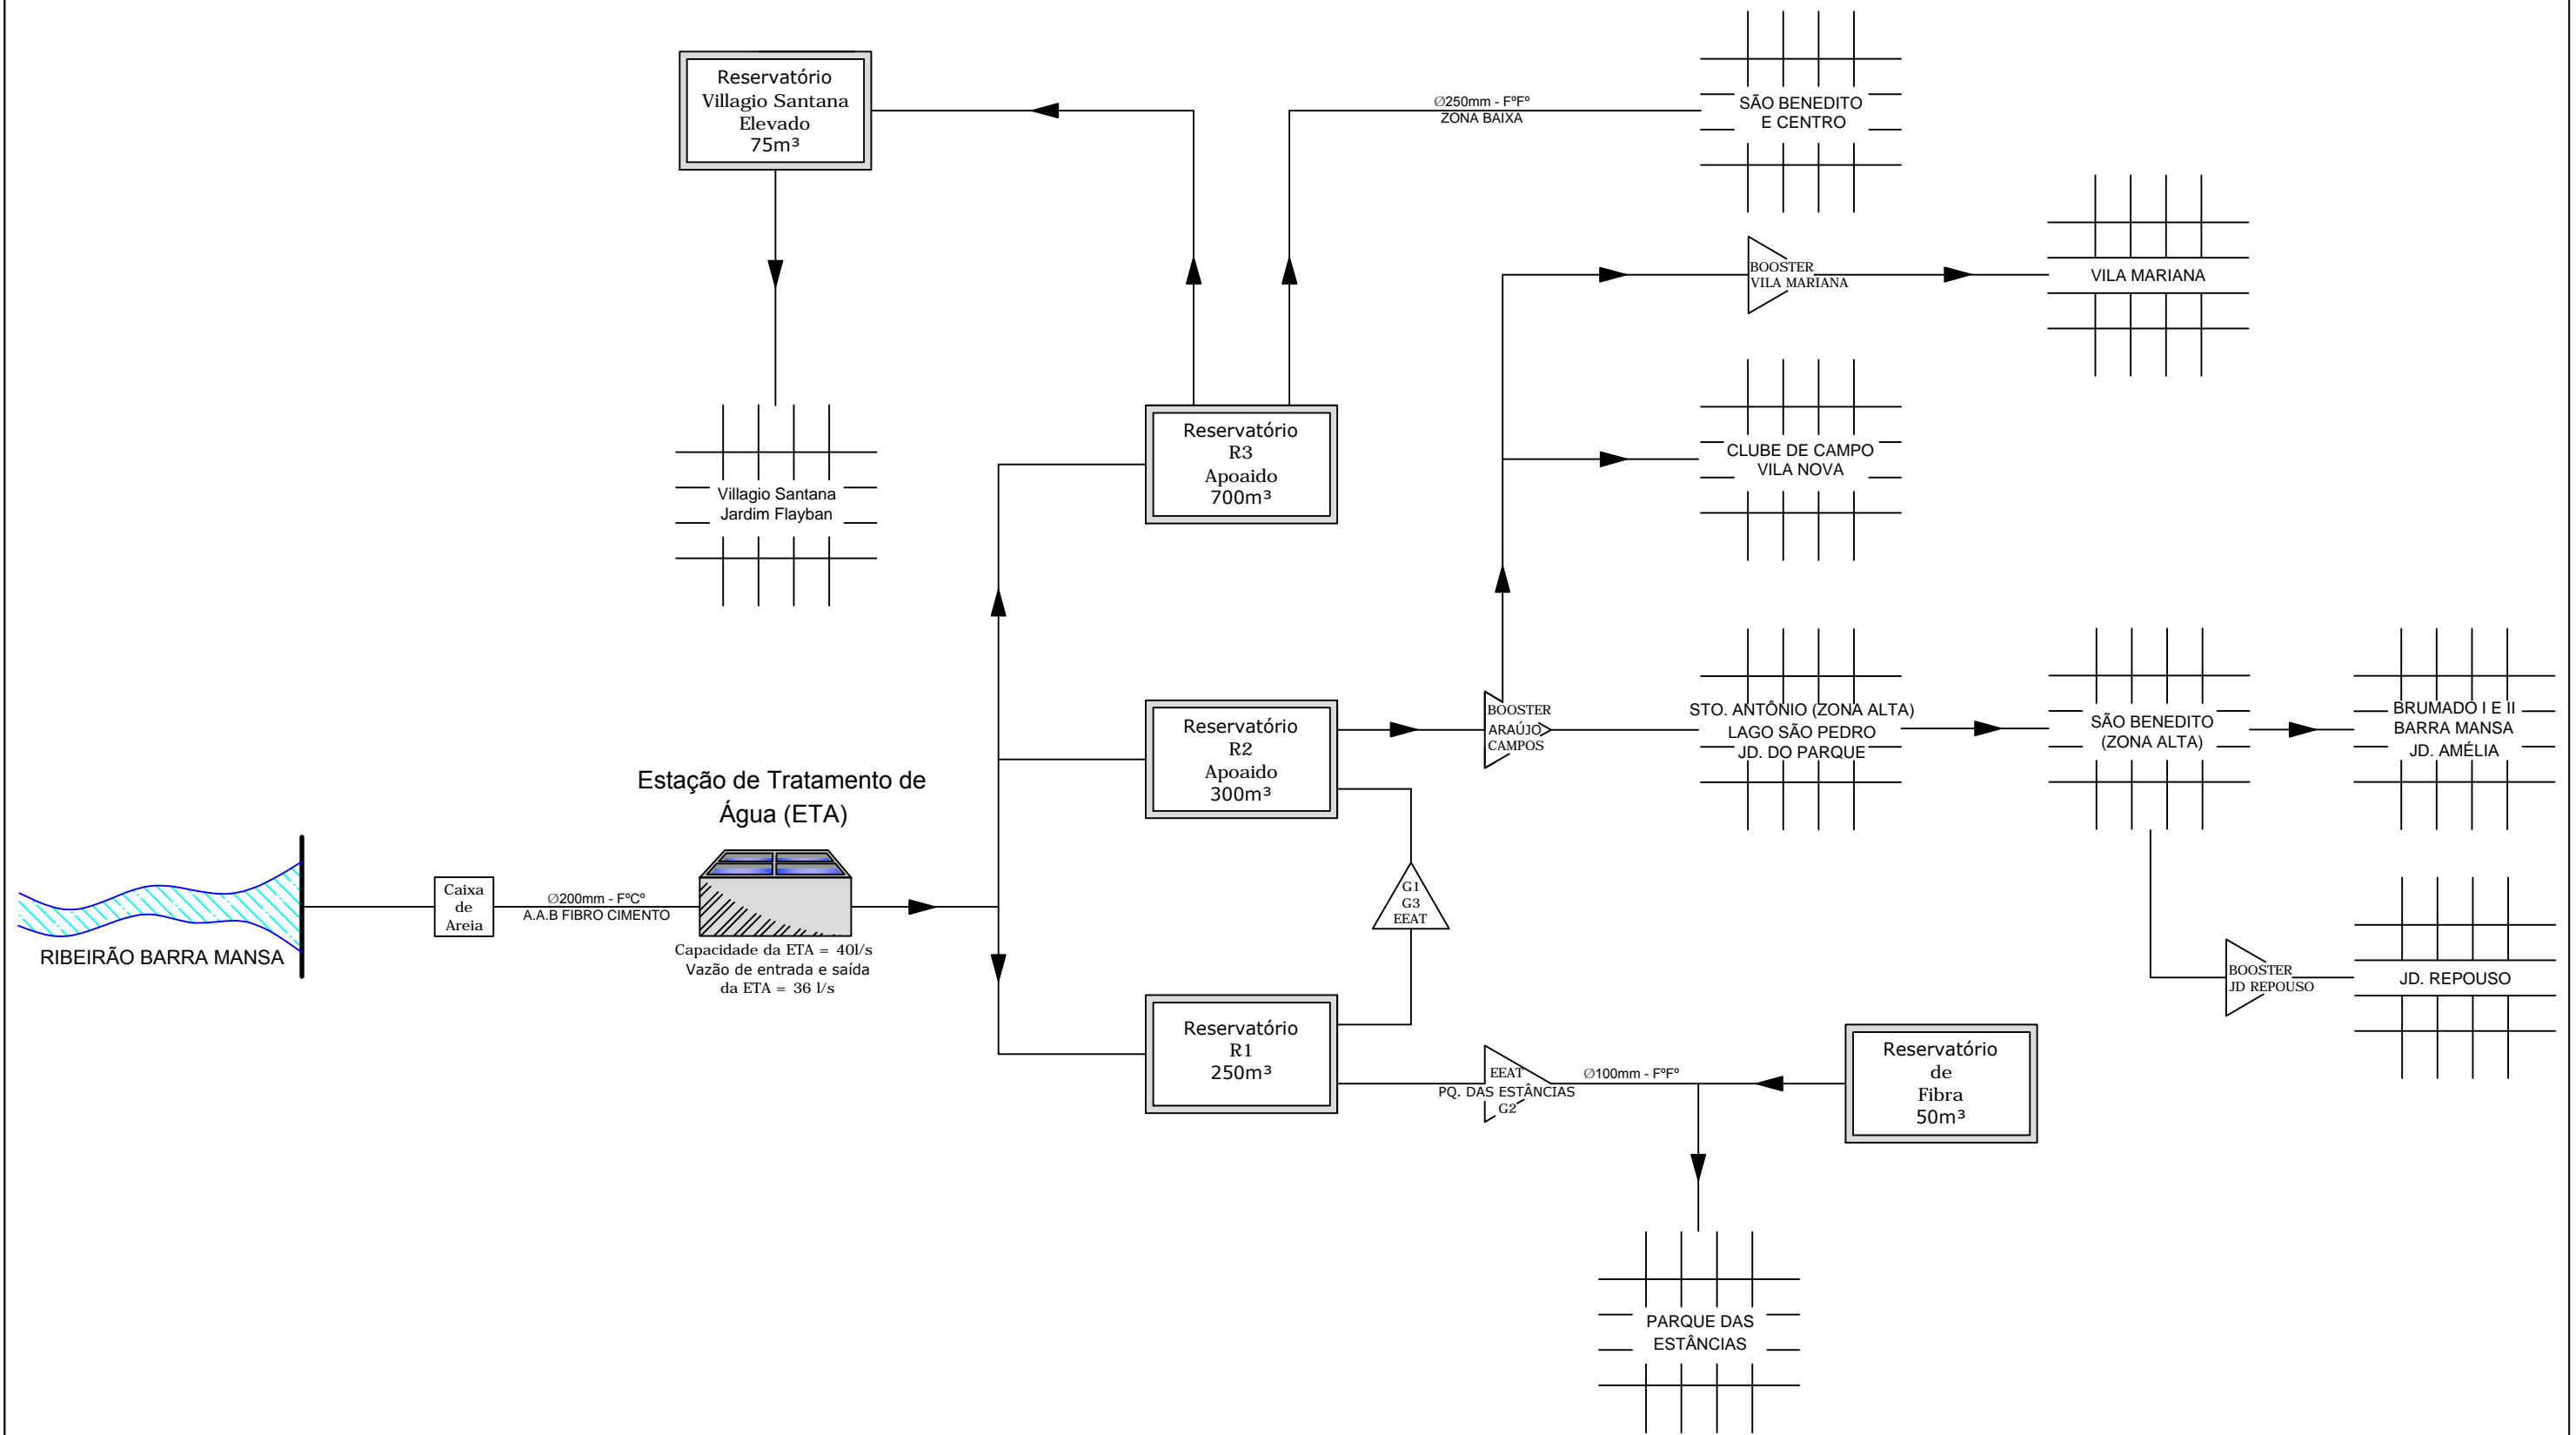 Reservatório
Villagio Santana
Elevado
75m³
Ø250mm - FºFº
ZONA BAIXA
SÃO BENEDITO
E CENTRO
BOOSTER
VILA MARIANA
VILA MARIANA
Reservatório
R3
Apoaido
700m³
CLUBE DE CAMPO
VILA NOVA
Villagio Santana
Jardim Flayban
Reservatório
R2
Apoaido
300m³
BOOSTER
ARAÚJO
CAMPOS
STO. ANTÔNIO (ZONA ALTA)
LAGO SÃO PEDRO
JD. DO PARQUE
SÃO BENEDITO
(ZONA ALTA)
BRUMADO I E II
BARRA MANSA
JD. AMÉLIA
Estação de Tratamento de
Água (ETA)
Caixa
de
Areia
Ø200mm - FºCº
A.A.B FIBRO CIMENTO
RIBEIRÃO BARRA MANSA
Capacidade da ETA = 40l/s
Vazão de entrada e saída
da ETA = 36 l/s
G1
G3
EEAT
BOOSTER
JD REPOUSO
JD. REPOUSO
Reservatório
R1
250m³
EEAT
PQ. DAS ESTÂNCIAS
G2
Ø100mm - FºFº
Reservatório
de
Fibra
50m³
PARQUE DAS
ESTÂNCIAS